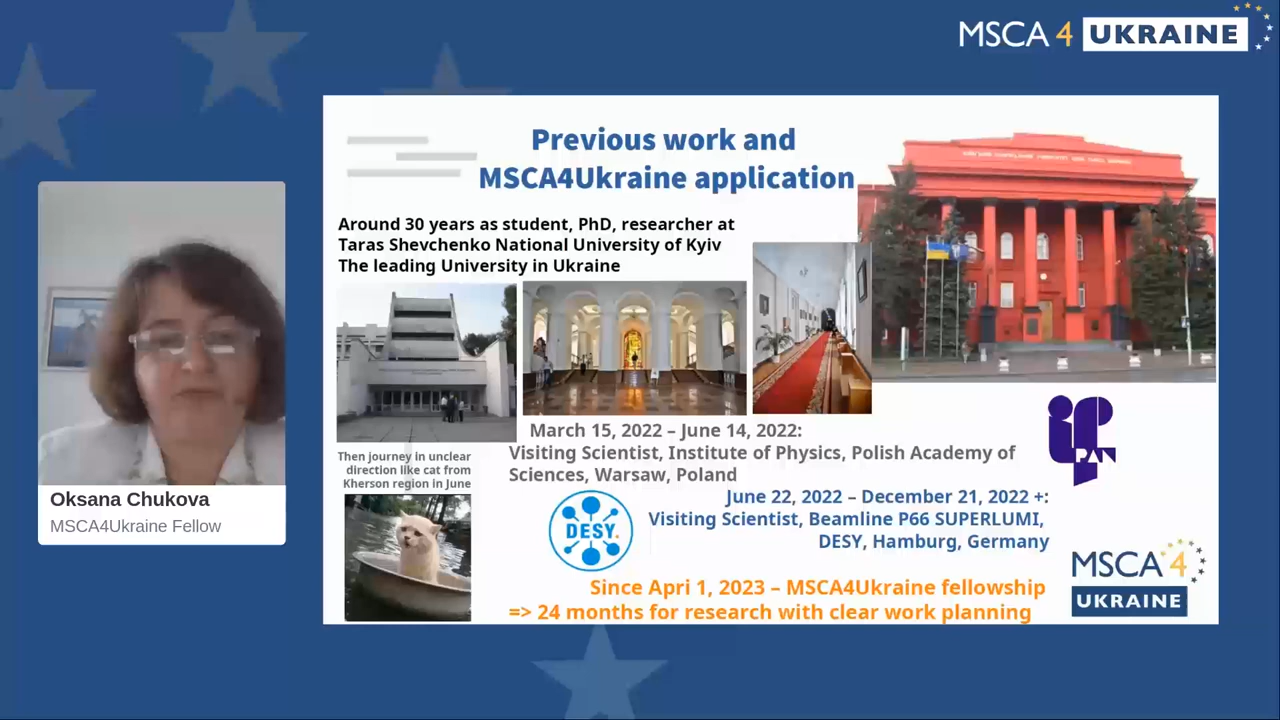 MSCA 4 UKRAINE
Previous work and
MSCA4Ukraine application
Around 30 years as student, PhD, researcher at
Taras Shevchenko National University of Kyiv
The leading University in Ukraine
March 15, 2022 – June 14, 2022:
Visiting Scientist, Institute of Physics, Polish Academy of
Sciences, Warsaw, Poland
PAN
Then journey in unclear
direction like cat from
Kherson region in June
Oksana Chukova
MSCA4Ukraine Fellow
DESY.
June 22, 2022 – December 21, 2022 +:
Visiting Scientist, Beamline P66 SUPERLUMI,
DESY, Hamburg, Germany
Since Apri 1, 2023 – MSCA4Ukraine fellowship
=> 24 months for research with clear work planning
MSCA 4
UKRAINE